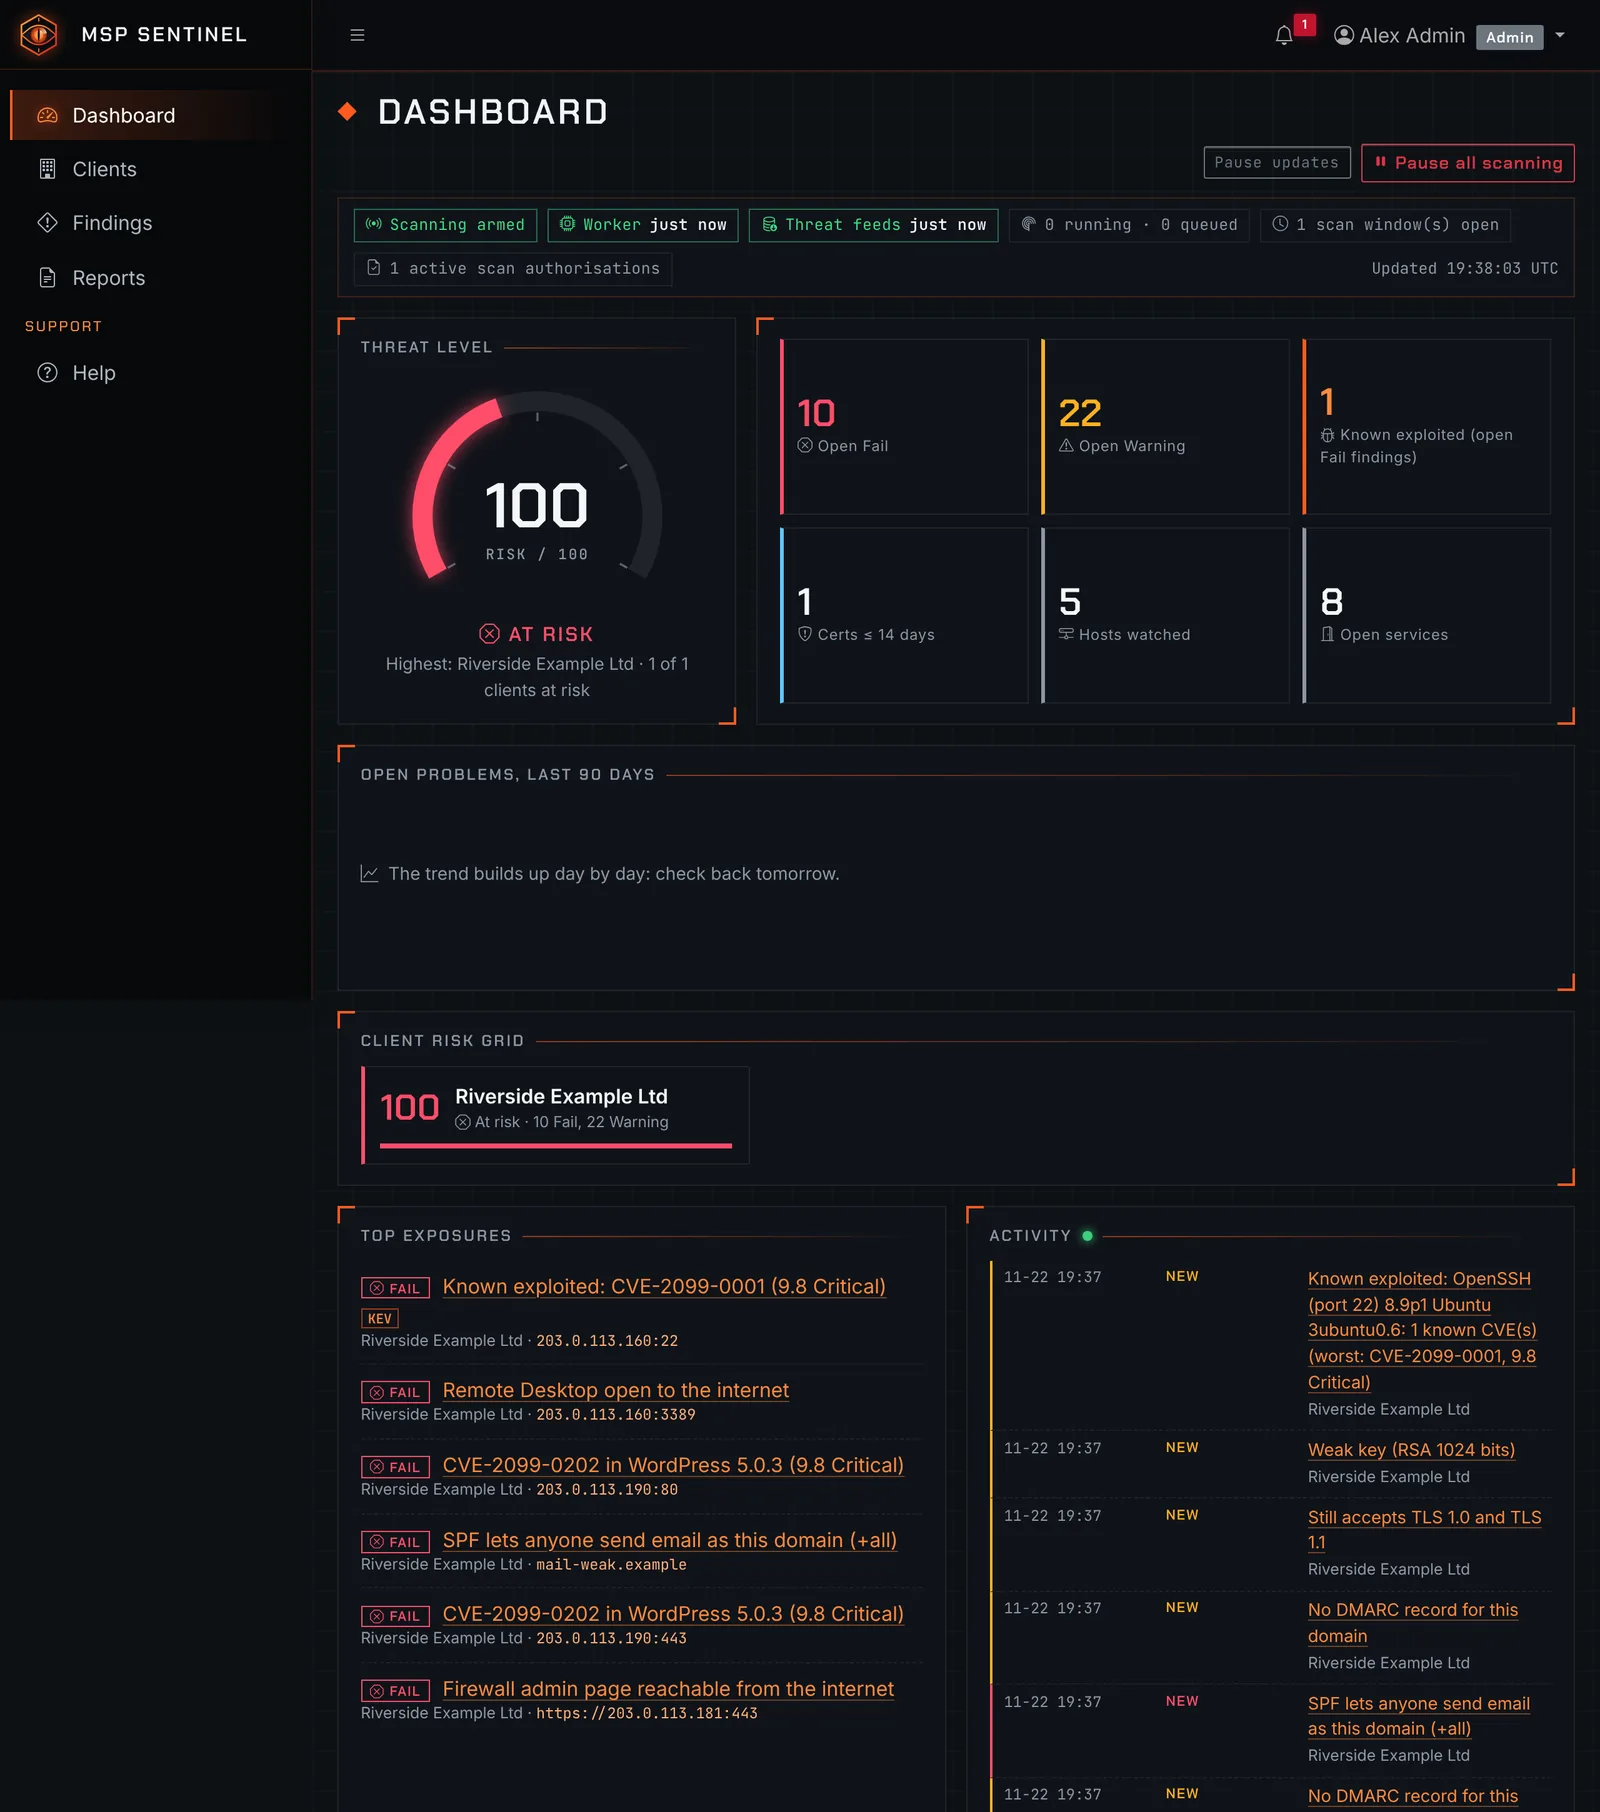 MSP SENTINEL
1
Alex Admin
Admin
Dashboard
Clients
Findings
Reports
SUPPORT
Help
DASHBOARD
Pause updates
Pause all scanning
Scanning armed
Worker just now
Threat feeds just now
0 running · 0 queued
1 scan window(s) open
1 active scan authorisations
Updated 19:38:03 UTC
THREAT LEVEL
100
RISK / 100
AT RISK
Highest: Riverside Example Ltd · 1 of 1
clients at risk
10
Open Fail
22
Open Warning
1
Known exploited (open
Fail findings)
1
Certs ≤ 14 days
5
Hosts watched
8
Open services
OPEN PROBLEMS, LAST 90 DAYS
The trend builds up day by day: check back tomorrow.
CLIENT RISK GRID
100
Riverside Example Ltd
At risk · 10 Fail, 22 Warning
TOP EXPOSURES
FAIL Known exploited: CVE-2099-0001 (9.8 Critical)
KEV
Riverside Example Ltd · 203.0.113.160:22
FAIL Remote Desktop open to the internet
Riverside Example Ltd · 203.0.113.160:3389
FAIL CVE-2099-0202 in WordPress 5.0.3 (9.8 Critical)
Riverside Example Ltd · 203.0.113.190:80
FAIL SPF lets anyone send email as this domain (+all)
Riverside Example Ltd · mail-weak.example
FAIL CVE-2099-0202 in WordPress 5.0.3 (9.8 Critical)
Riverside Example Ltd · 203.0.113.190:443
FAIL Firewall admin page reachable from the internet
Riverside Example Ltd · https://203.0.113.181:443
ACTIVITY
11-22 19:37 NEW Known exploited: OpenSSH
(port 22) 8.9p1 Ubuntu
3ubuntu0.6: 1 known CVE(s)
(worst: CVE-2099-0001, 9.8
Critical)
Riverside Example Ltd
11-22 19:37 NEW Weak key (RSA 1024 bits)
Riverside Example Ltd
11-22 19:37 NEW Still accepts TLS 1.0 and TLS
1.1
Riverside Example Ltd
11-22 19:37 NEW No DMARC record for this
domain
Riverside Example Ltd
11-22 19:37 NEW SPF lets anyone send email
as this domain (+all)
Riverside Example Ltd
11-22 19:37 NEW No DMARC record for this